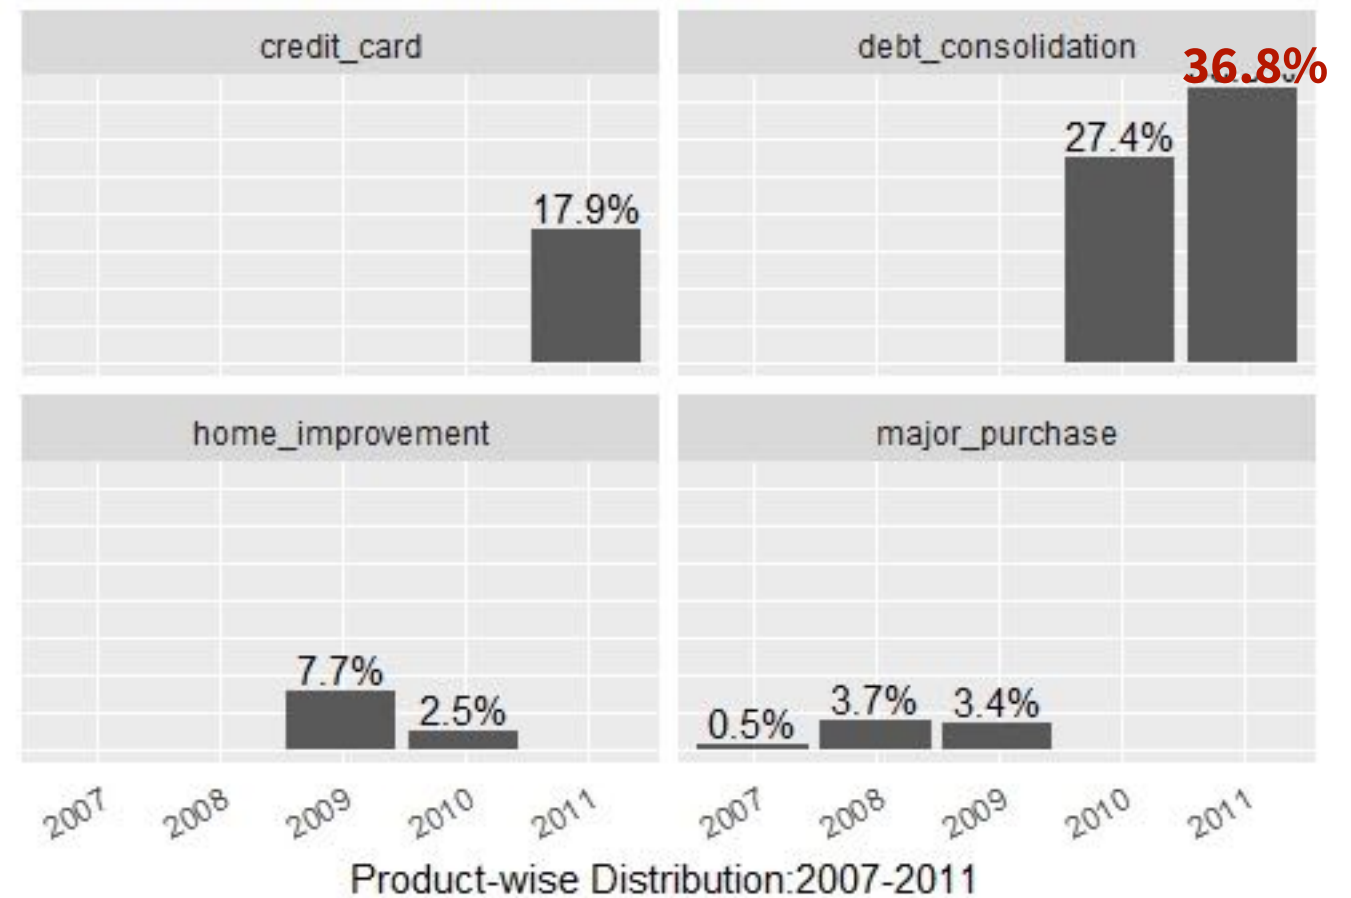 credit_card
debt_consolidation
36.8%
27.4%
17.9%
home_improvement
major_purchase
7.7%
2.5%
0.5%
3.7%
3.4%
2007 2008 2009 2010 2011
2007 2008 2009 2010 2011
Product-wise Distribution:2007-2011